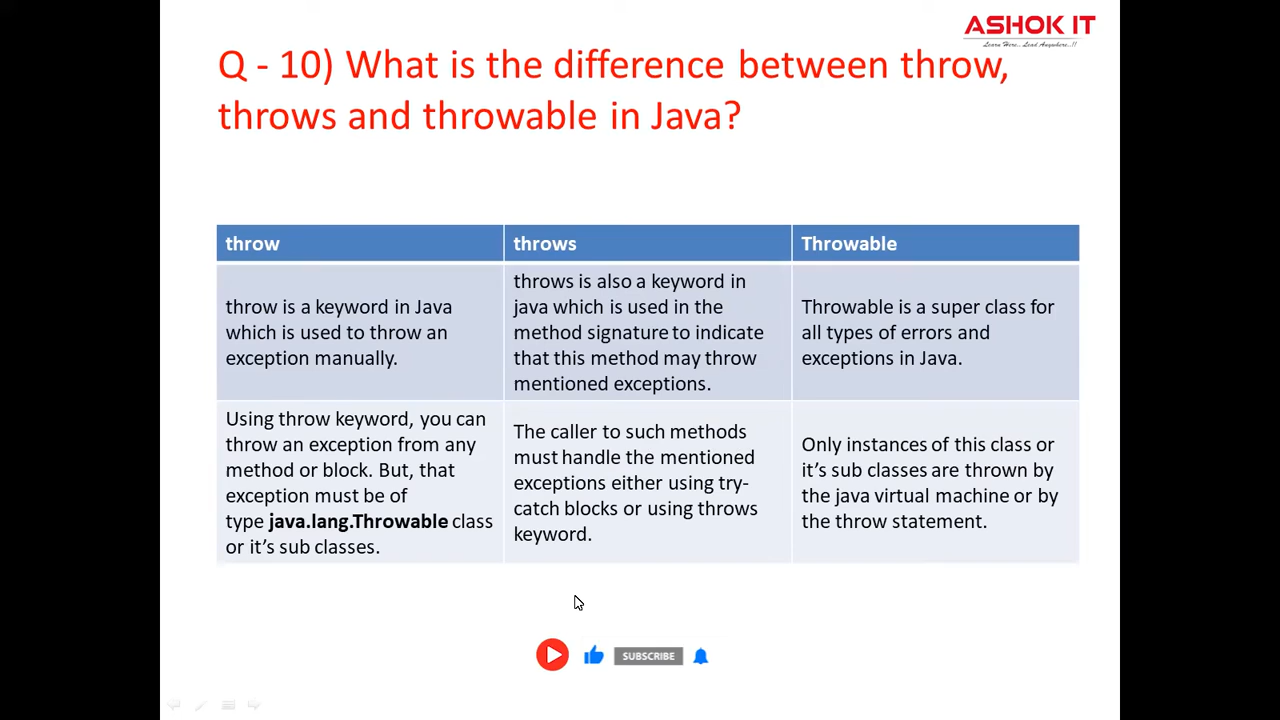 ASHOK IT
Learn Here.. Lead Anywhere..!!
Q - 10) What is the difference between throw,
throws and throwable in Java?
throw
throws
Throwable
throw is a keyword in Java
which is used to throw an
exception manually.
throws is also a keyword in
java which is used in the
method signature to indicate
that this method may throw
mentioned exceptions.
Throwable is a super class for
all types of errors and
exceptions in Java.
Using throw keyword, you can
throw an exception from any
method or block. But, that
exception must be of
type java.lang.Throwable class
or it’s sub classes.
The caller to such methods
must handle the mentioned
exceptions either using try-
catch blocks or using throws
keyword.
Only instances of this class or
it’s sub classes are thrown by
the java virtual machine or by
the throw statement.
SUBSCRIBE